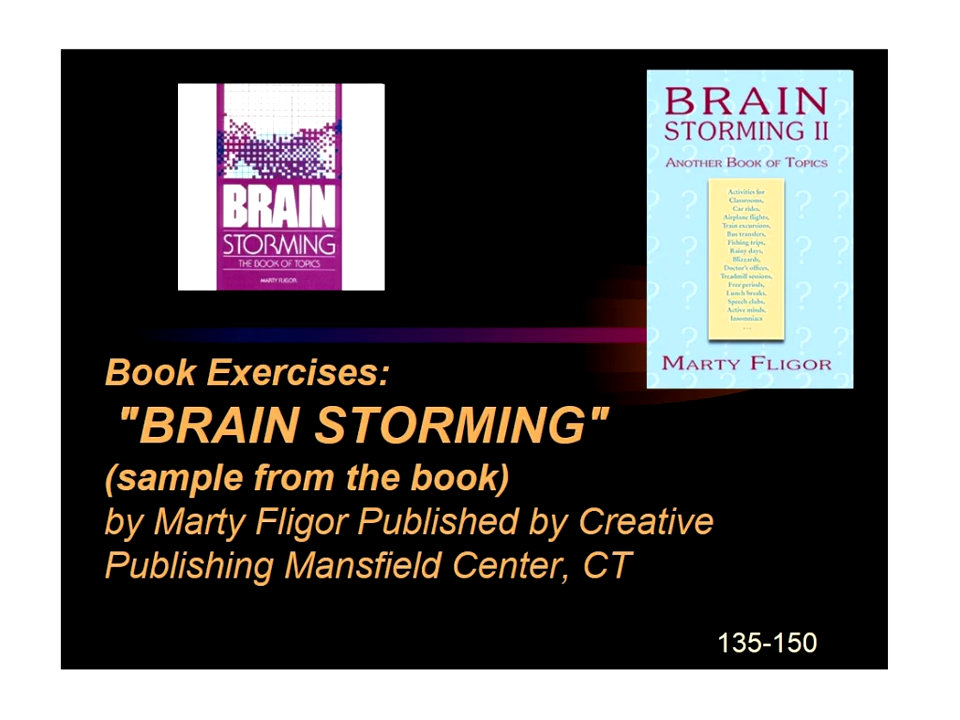 BRAIN
STORMING
THE BOOK OF TOPICS
MARTY FLIGOR
BRAIN
STORMING II
ANOTHER BOOK OF TOPICS
Activities for
Classrooms,
Car rides,
Airplane flights,
Train excursions,
Bus transfers,
Fishing trips,
Rainy days,
Blizzards,
Doctor's offices,
Treadmill sessions,
Free periods,
Lunch breaks,
Speech clubs,
Active minds,
Insomniacs
. . .
MARTY FLIGOR
Book Exercises:
"BRAIN STORMING"
(sample from the book)
by Marty Fligor Published by Creative
Publishing Mansfield Center, CT
135-150